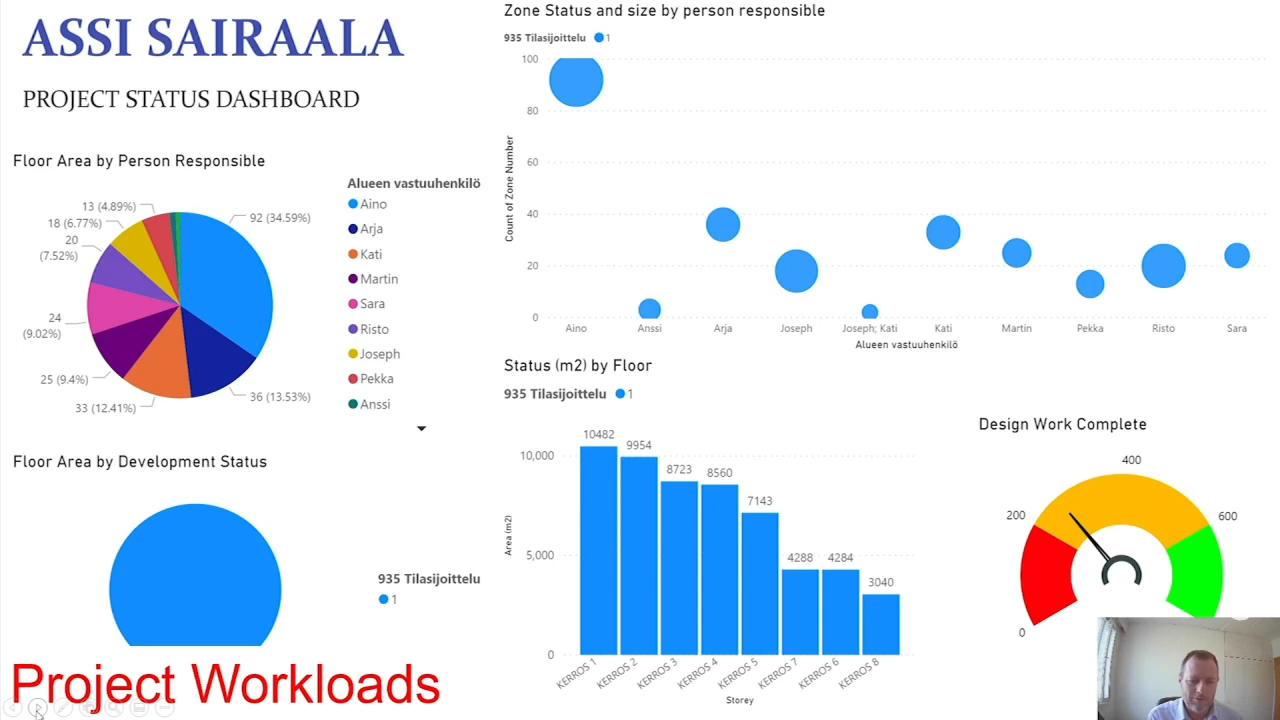 ASSI SAIRAALA
PROJECT STATUS DASHBOARD
Floor Area by Person Responsible
13 (4.89%)
18 (6.77%)
20
(7.52%)
24
(9.02%)
25 (9.4%)
33 (12.41%)
92 (34.59%)
36 (13.53%)
Alueen vastuuhenkilö
Aino
Arja
Kati
Martin
Sara
Risto
Joseph
Pekka
Anssi
Floor Area by Development Status
935 Tilasijoittelu
1
Project Workloads
Zone Status and size by person responsible
935 Tilasijoittelu 1
Count of Zone Number
100
80
60
40
20
0
Aino Anssi Arja Joseph Joseph; Kati Kati Martin Pekka Risto Sara
Alueen vastuuhenkilö
Status (m2) by Floor
935 Tilasijoittelu 1
Area (m2)
10,000
5,000
0
10482 9954 8723 8560 7143 4288 4284 3040
KERROS 1 KERROS 2 KERROS 3 KERROS 4 KERROS 5 KERROS 7 KERROS 6 KERROS 8
Storey
Design Work Complete
400
200 600
0